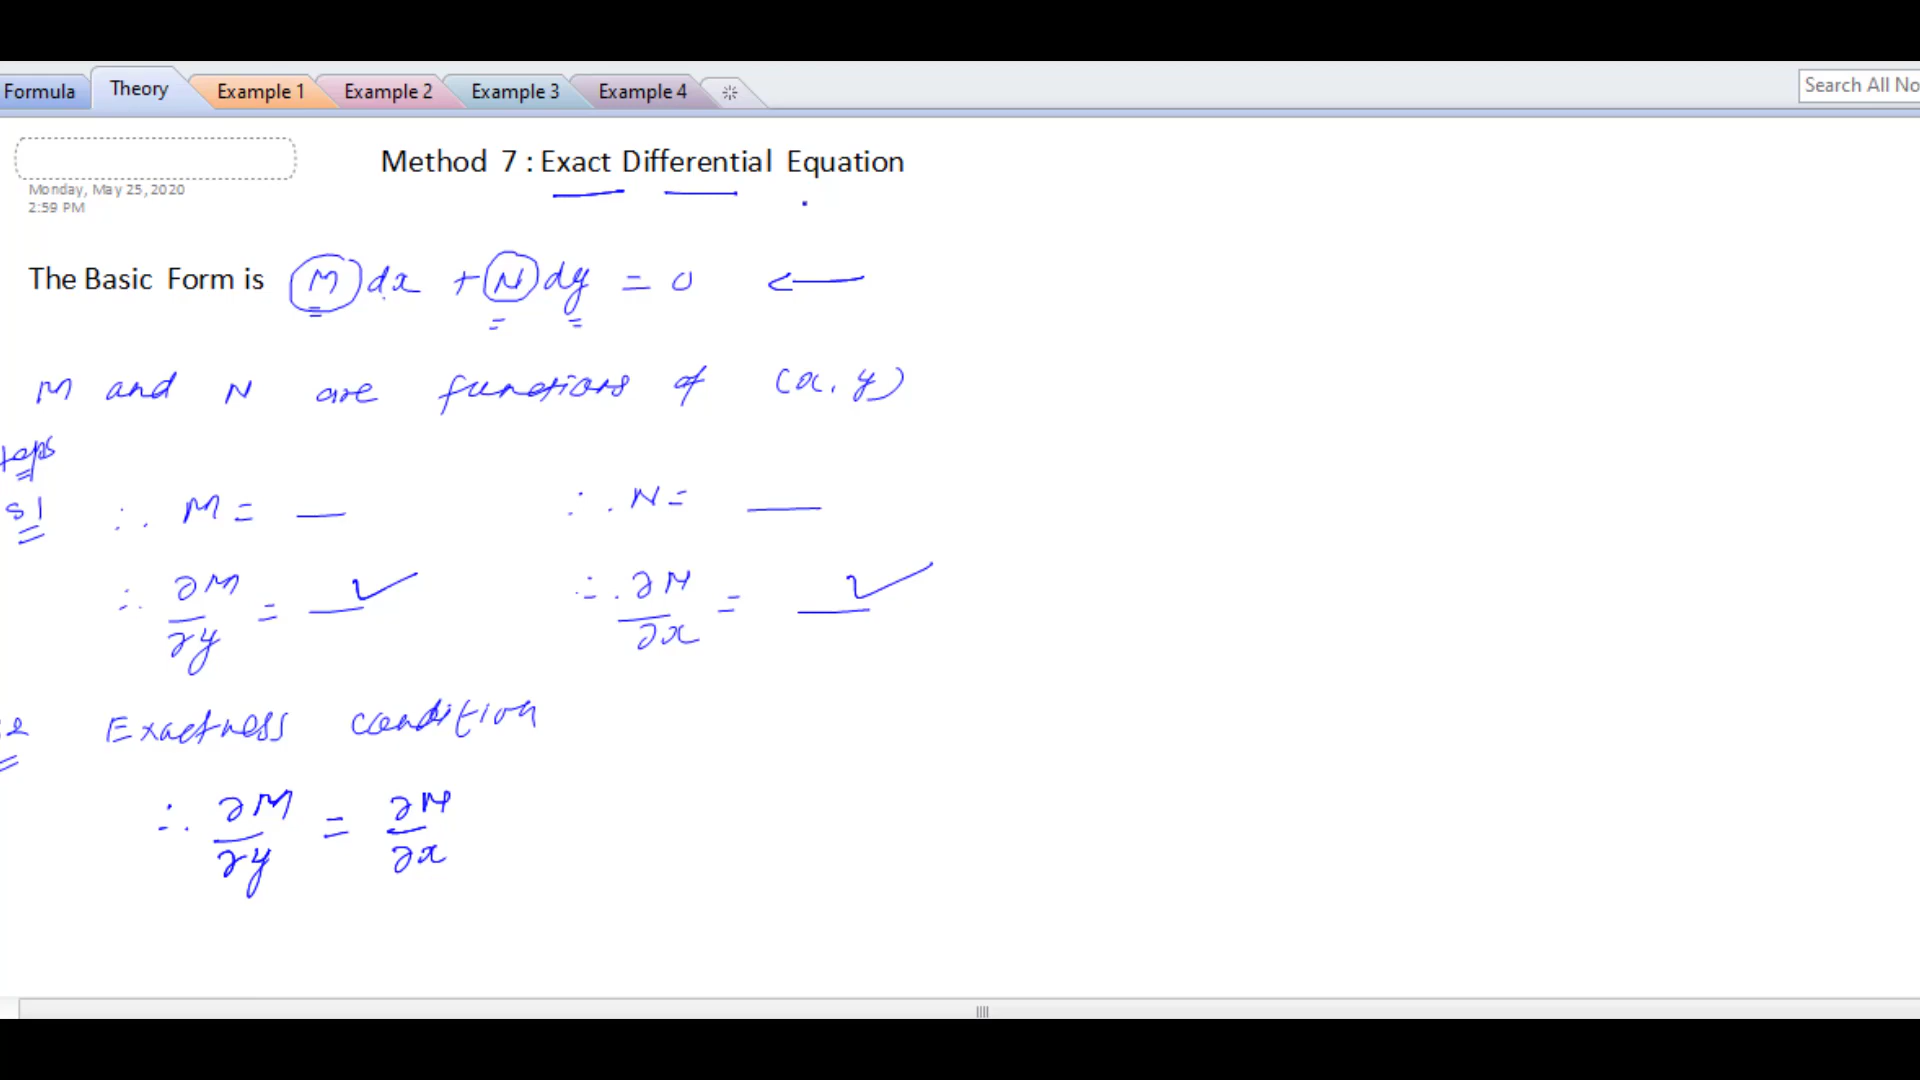 Formula Theory Example 1 Example 2 Example 3 Example 4 Search All No
Method 7 : Exact Differential Equation
Monday, May 25, 2020
2:59 PM
The Basic Form is M dx + N dy = 0 ←
M and N are functions of (x, y)
teps
S1 ∴ M = — ∴ N = —
∴ ∂M/∂y = — ✓ ∴ ∂N/∂x = — ✓
2 Exactness condition
∴ ∂M/∂y = ∂N/∂x